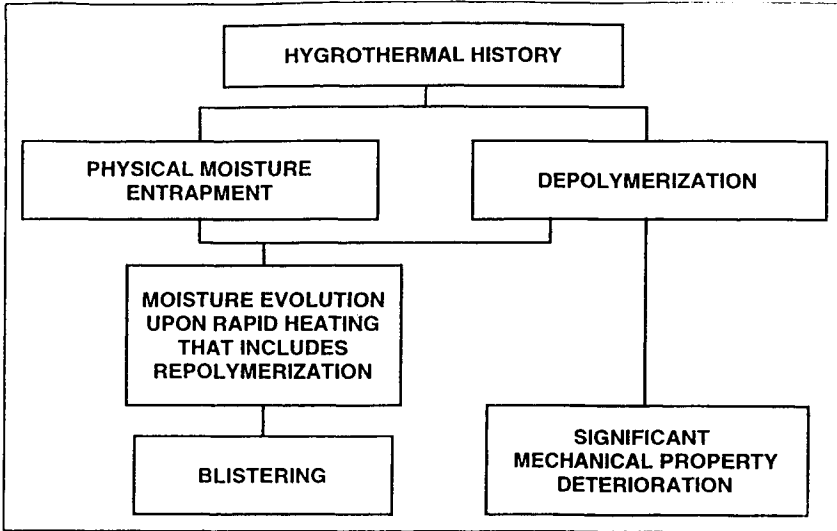 HYGROTHERMAL HISTORY
PHYSICAL MOISTURE
ENTRAPMENT
DEPOLYMERIZATION
MOISTURE EVOLUTION
UPON RAPID HEATING
THAT INCLUDES
REPOLYMERIZATION
BLISTERING
SIGNIFICANT
MECHANICAL PROPERTY
DETERIORATION